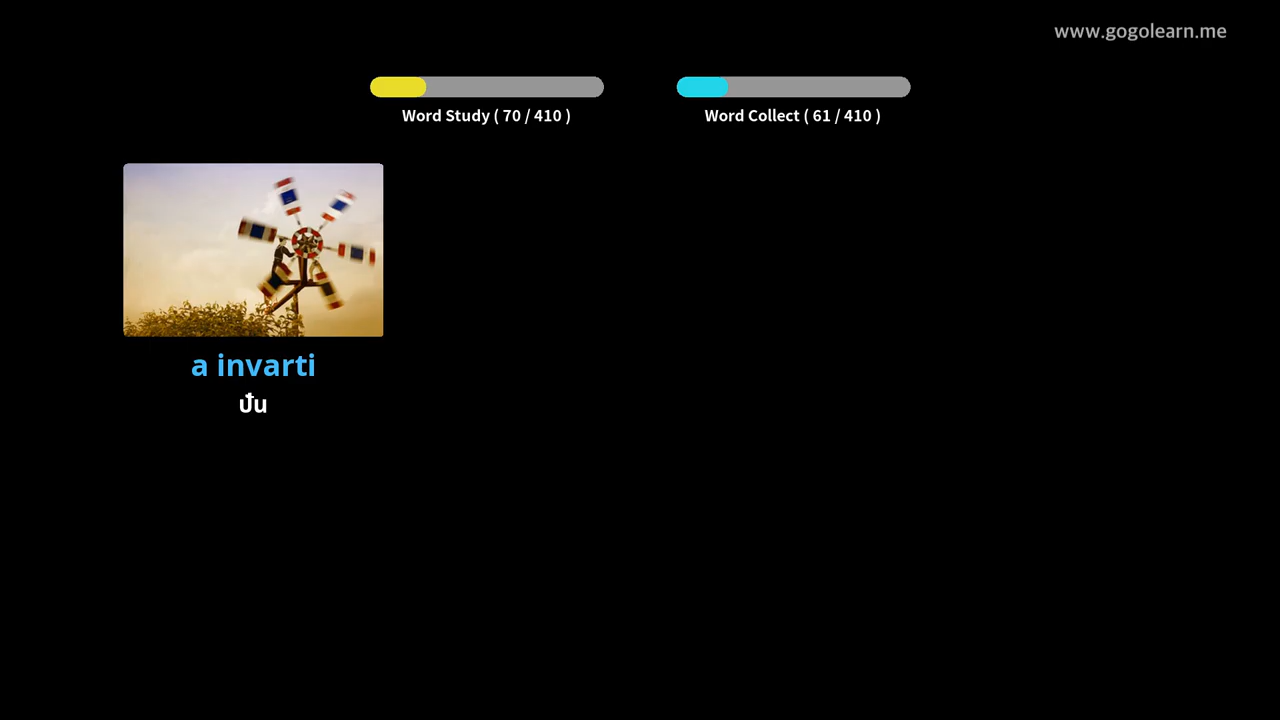 www.gogolearn.me
Word Study ( 70 / 410 )
Word Collect ( 61 / 410 )
a invarti
ปั่น